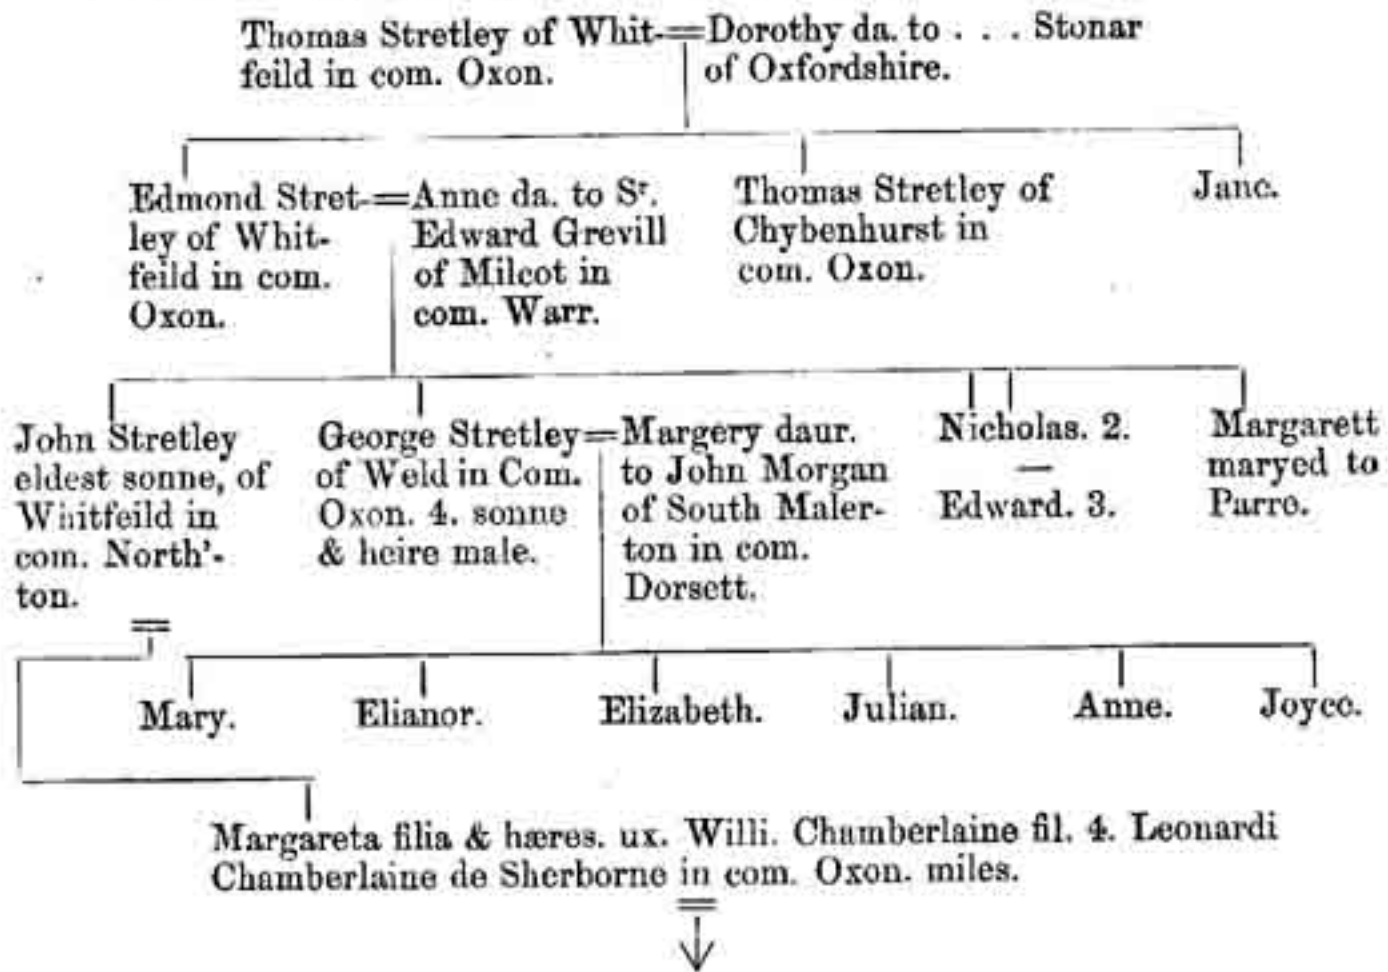 Thomas Stretley of Whit-=Dorothy da. to . . . Stonar
feild in com. Oxon.
of Oxfordshire.
Edmond Stret-=Anne da. to Sʳ.
ley of Whit-
feild in com.
Oxon.
Edward Grevill
of Milcot in
com. Warr.
Thomas Stretley of
Chybenhurst in
com. Oxon.
Jane.
John Stretley
eldest sonne, of
Whitfeild in
com. North'-
ton.
George Stretley=Margery daur.
of Weld in Com.
Oxon. 4. sonne
& heire male.
to John Morgan
of South Maler-
ton in com.
Dorsett.
Nicholas. 2.
—
Edward. 3.
Margarett
maryed to
Parre.
Mary.
Elianor.
Elizabeth.
Julian.
Anne.
Joyce.
Margareta filia & hæres. ux. Willi. Chamberlaine fil. 4. Leonardi
Chamberlaine de Sherborne in com. Oxon. miles.